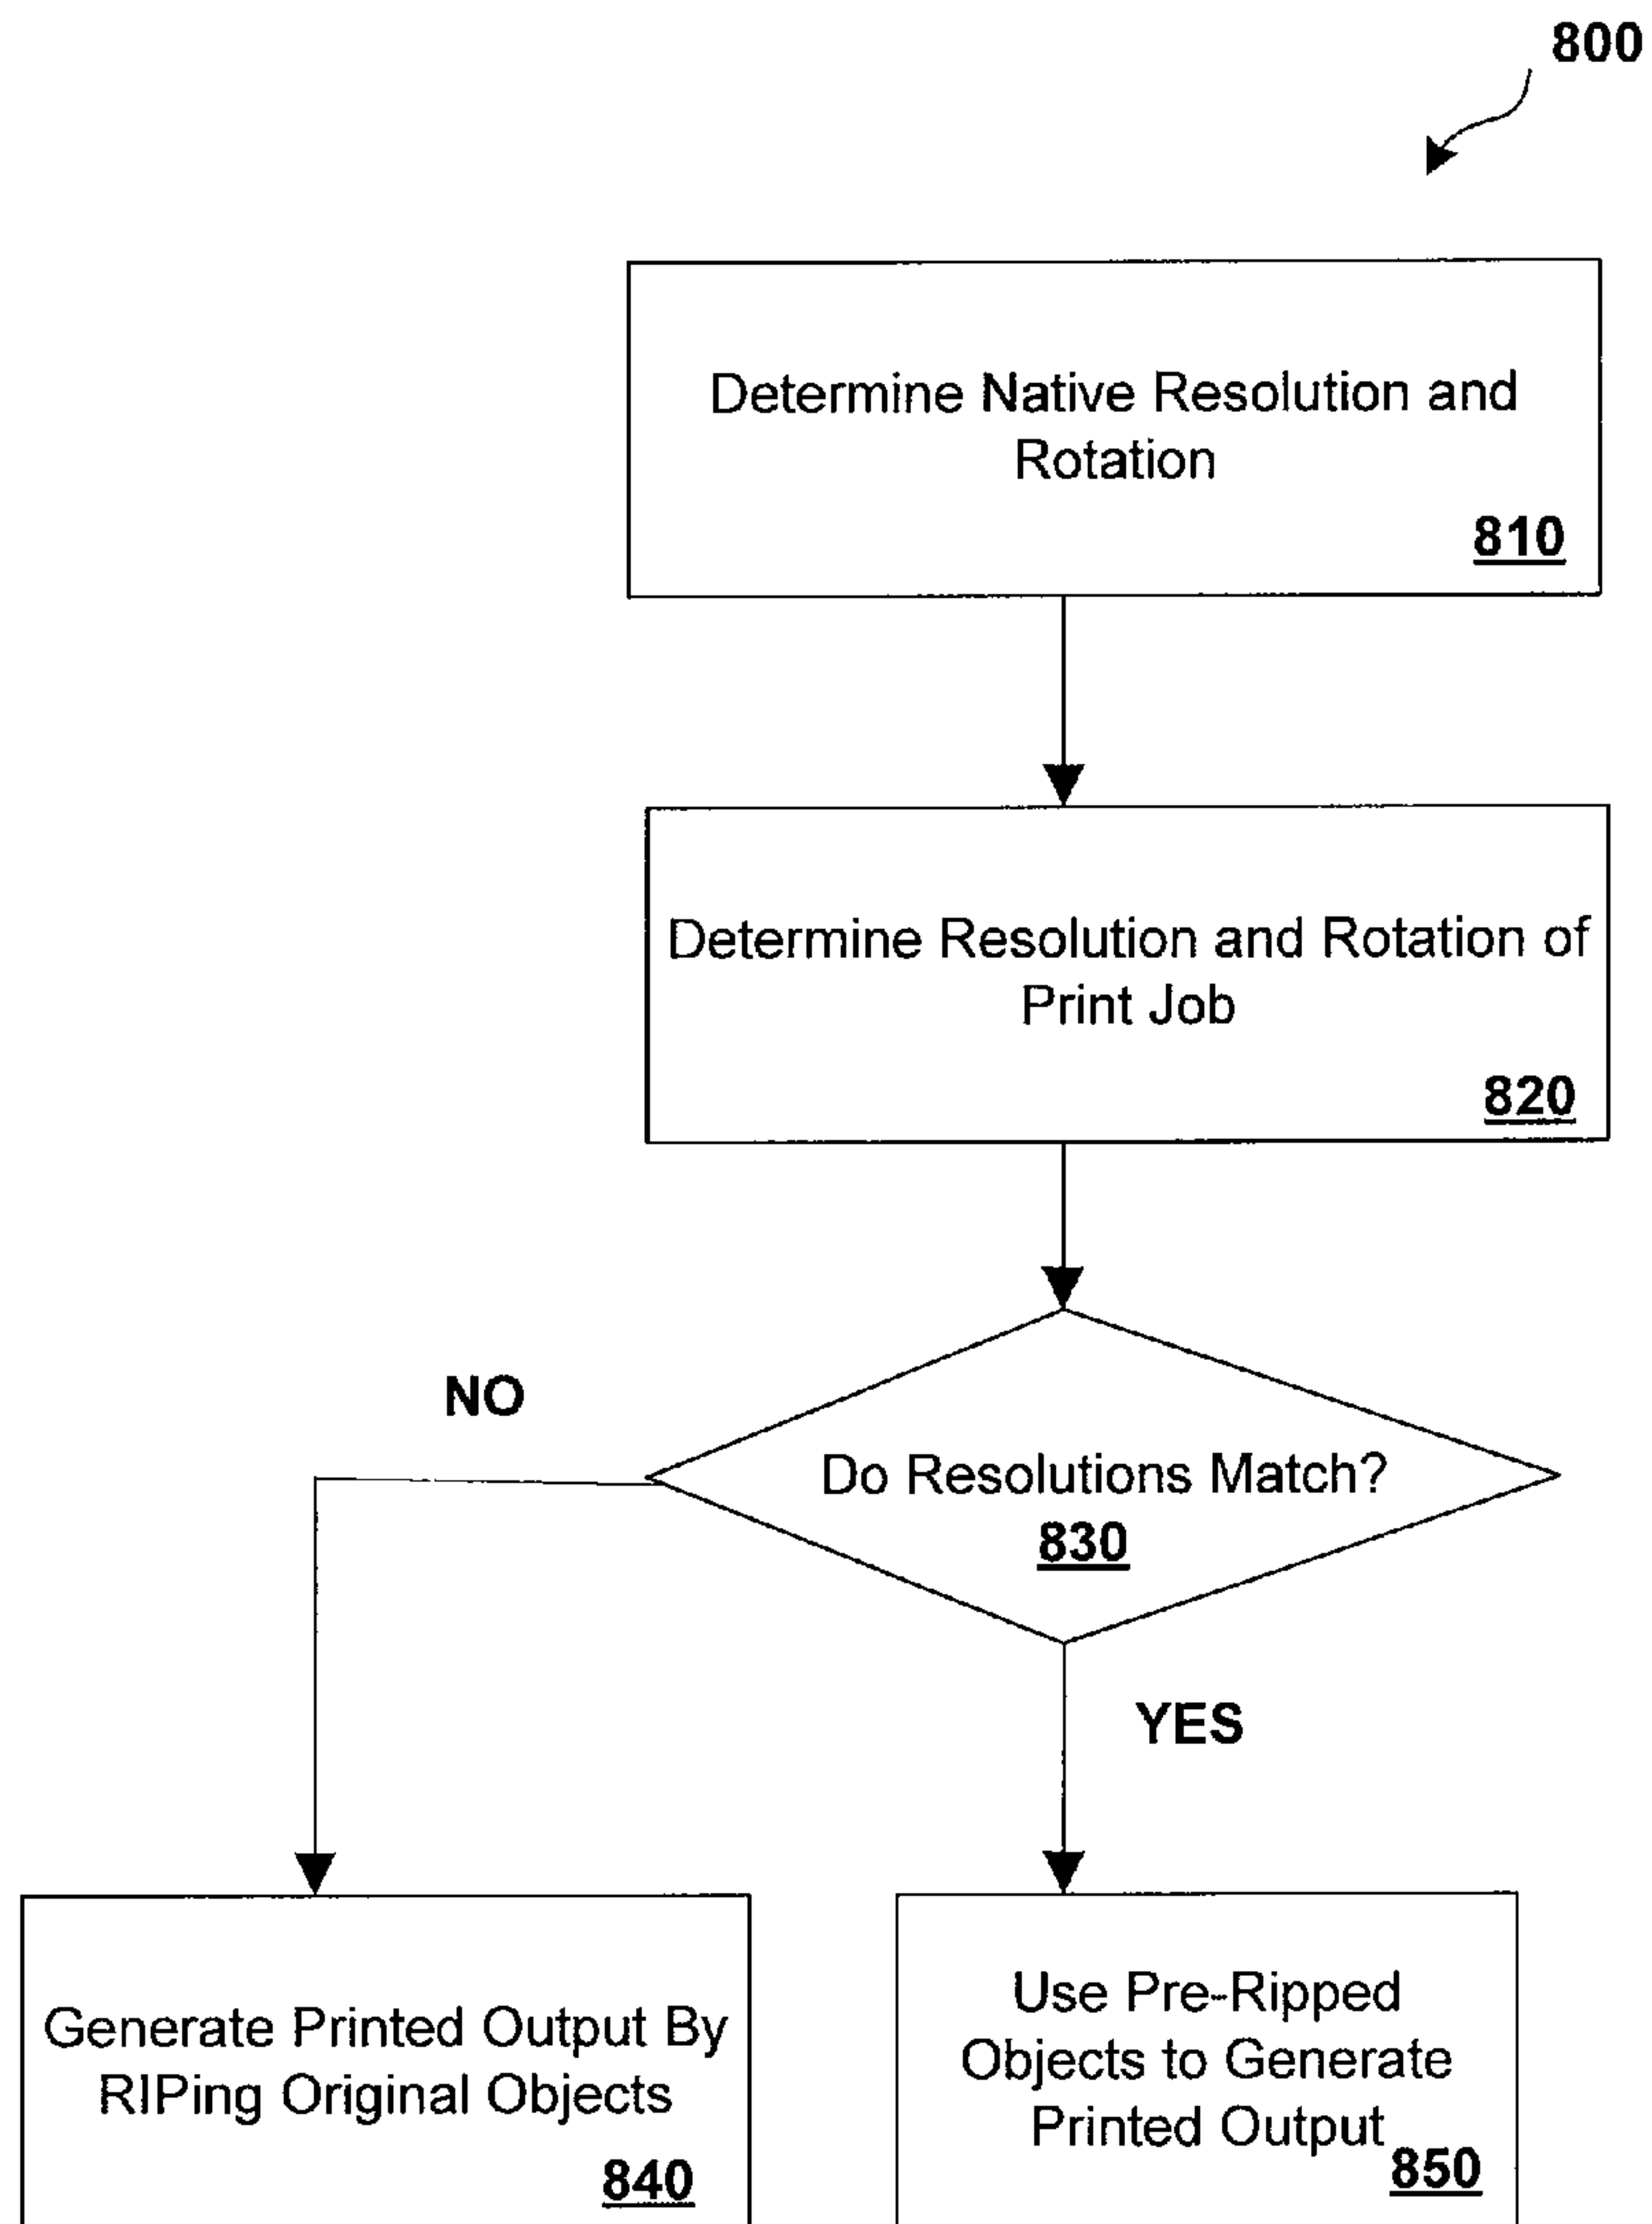 800
Determine Native Resolution and
Rotation
810
Determine Resolution and Rotation of
Print Job
820
NO
Do Resolutions Match?
830
YES
Generate Printed Output By
RIPing Original Objects
840
Use Pre-Ripped
Objects to Generate
Printed Output
850